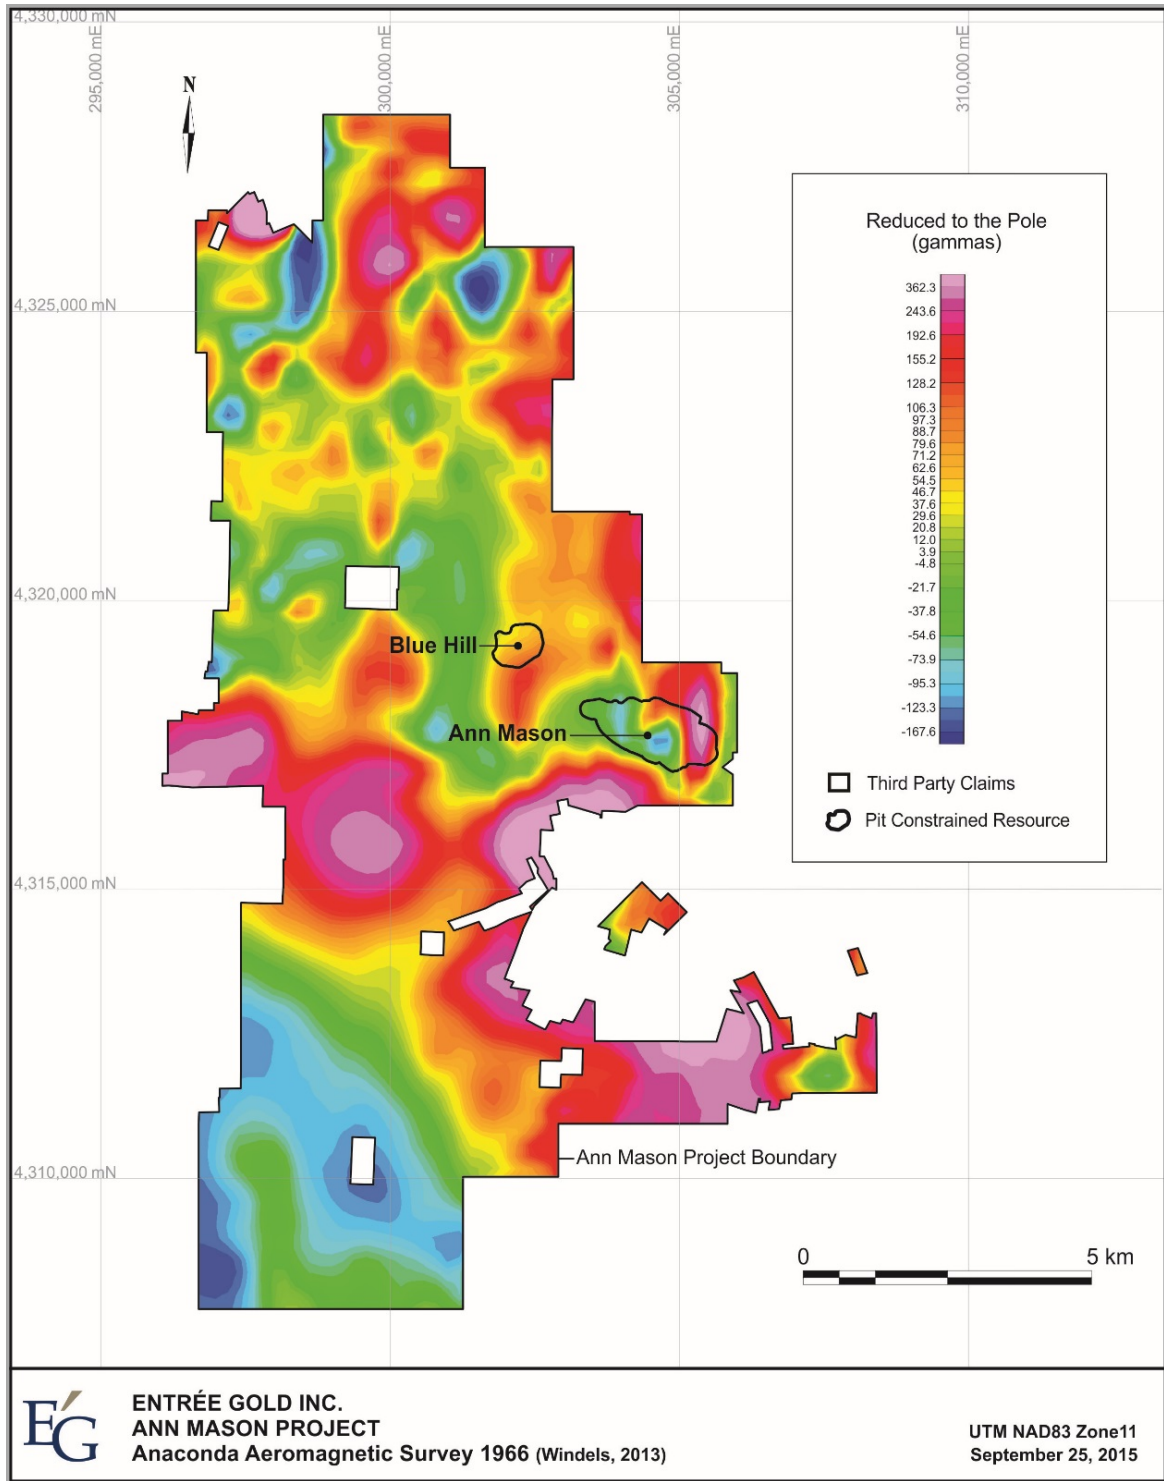 4,330,000 mN
295,000 mE
300,000 mE
305,000 mE
310,000 mE
N
Reduced to the Pole
(gammas)
362.3
243.6
192.6
155.2
128.2
106.3
97.3
88.7
79.6
71.2
62.6
54.5
46.7
37.6
29.6
20.8
12.0
3.9
-4.8
-21.7
-37.8
-54.6
-73.9
-95.3
-123.3
-167.6
Third Party Claims
Pit Constrained Resource
4,325,000 mN
4,320,000 mN
Blue Hill
Ann Mason
4,315,000 mN
4,310,000 mN
Ann Mason Project Boundary
0 5 km
EG
ENTRÉE GOLD INC.
ANN MASON PROJECT
Anaconda Aeromagnetic Survey 1966 (Windels, 2013)
UTM NAD83 Zone11
September 25, 2015